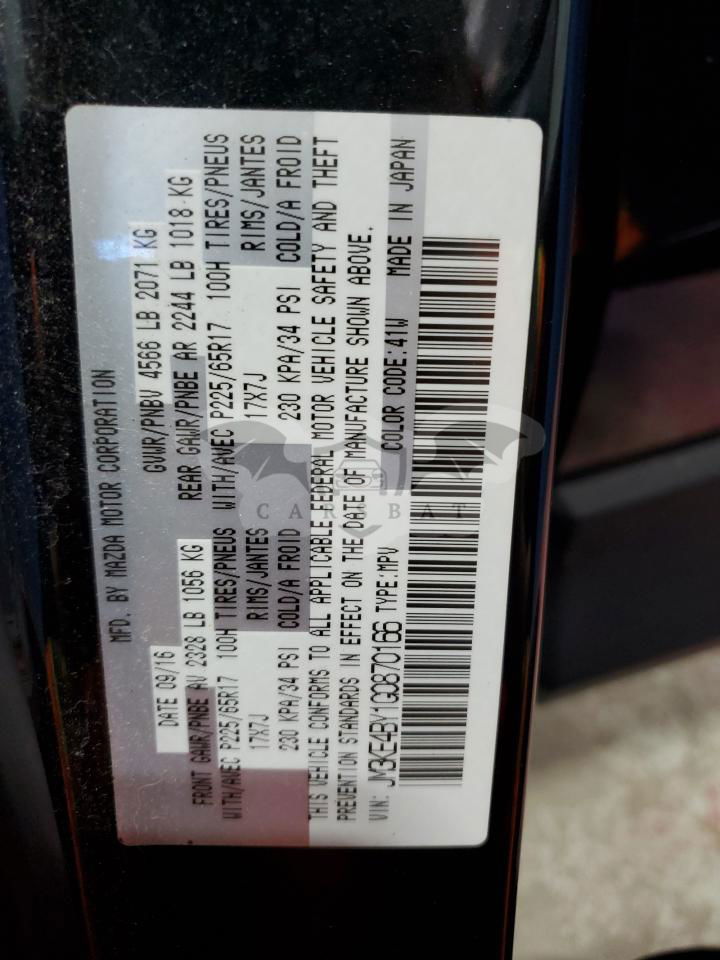 MFD. BY MAZDA MOTOR CORPORATION
DATE 09/16 GVWR/PNBV 4566 LB 2071 KG
FRONT GAWR/PNBE AV 2328 LB 1056 KG REAR GAWR/PNBE AR 2244 LB 1018 KG
WITH/AVEC P225/65R17 100H TIRES/PNEUS WITH/AVEC P225/65R17 100H TIRES/PNEUS
17X7J RIMS/JANTES 17X7J RIMS/JANTES
230 KPA/34 PSI COLD/A FROID 230 KPA/34 PSI COLD/A FROID
THIS VEHICLE CONFORMS TO ALL APPLICABLE FEDERAL MOTOR VEHICLE SAFETY AND THEFT
PREVENTION STANDARDS IN EFFECT ON THE DATE OF MANUFACTURE SHOWN ABOVE.
VIN: JM3KE4BY1G0870166 TYPE:MPV COLOR CODE:41W MADE IN JAPAN
CARSBAT